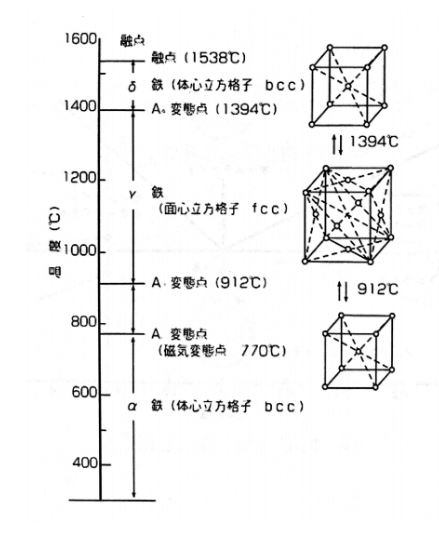 1600
融点
融点 (1538℃)
δ 鉄 (体心立方格子 bcc)
1400
A₄ 変態点 (1394℃)
1394℃
1200
γ 鉄
(面心立方格子 fcc)
温度 (℃)
1000
A 変態点 (912℃)
912℃
800
A 変態点
(磁気変態点 770℃)
600
α 鉄 (体心立方格子 bcc)
400